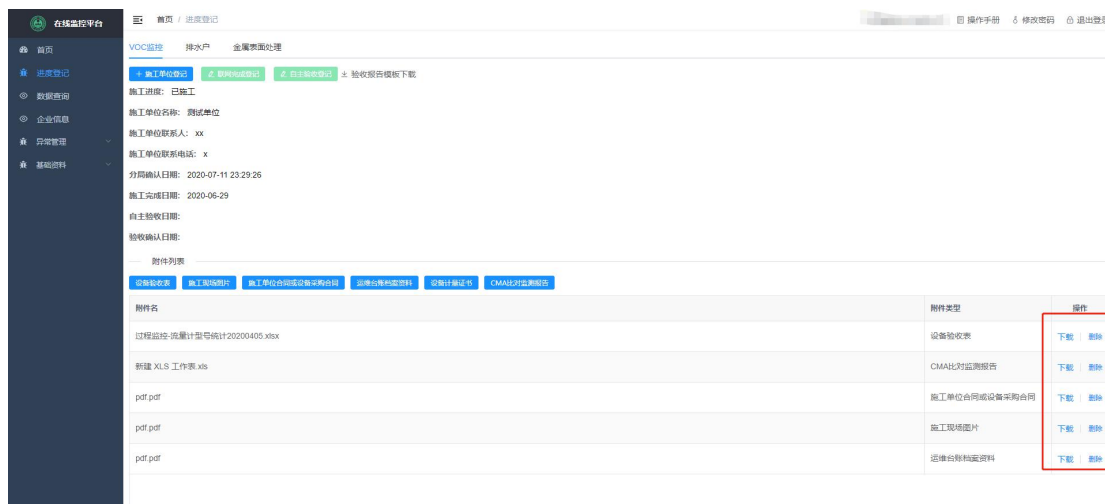 在线监控平台
首页 / 进度登记
操作手册 修改密码 退出登录
首页
进度登记
数据查询
企业信息
异常管理
基础资料
VOC监控 排水户 金属表面处理
+ 施工单位登记 联网完成登记 自主验收登记 验收报告模板下载
施工进度: 已施工
施工单位名称: 测试单位
施工单位联系人: xx
施工单位联系电话: x
分局确认日期: 2020-07-11 23:29:26
施工完成日期: 2020-06-29
自主验收日期:
验收确认日期:
附件列表
设备验收表 施工现场图片 施工单位合同或设备采购合同 运维台账档案资料 设备计量证书 CMA比对监测报告
附件名 附件类型 操作
过程监控-流量计型号统计20200405.xlsx 设备验收表 下载 删除
新建 XLS 工作表.xls CMA比对监测报告 下载 删除
pdf.pdf 施工单位合同或设备采购合同 下载 删除
pdf.pdf 施工现场图片 下载 删除
pdf.pdf 运维台账档案资料 下载 删除